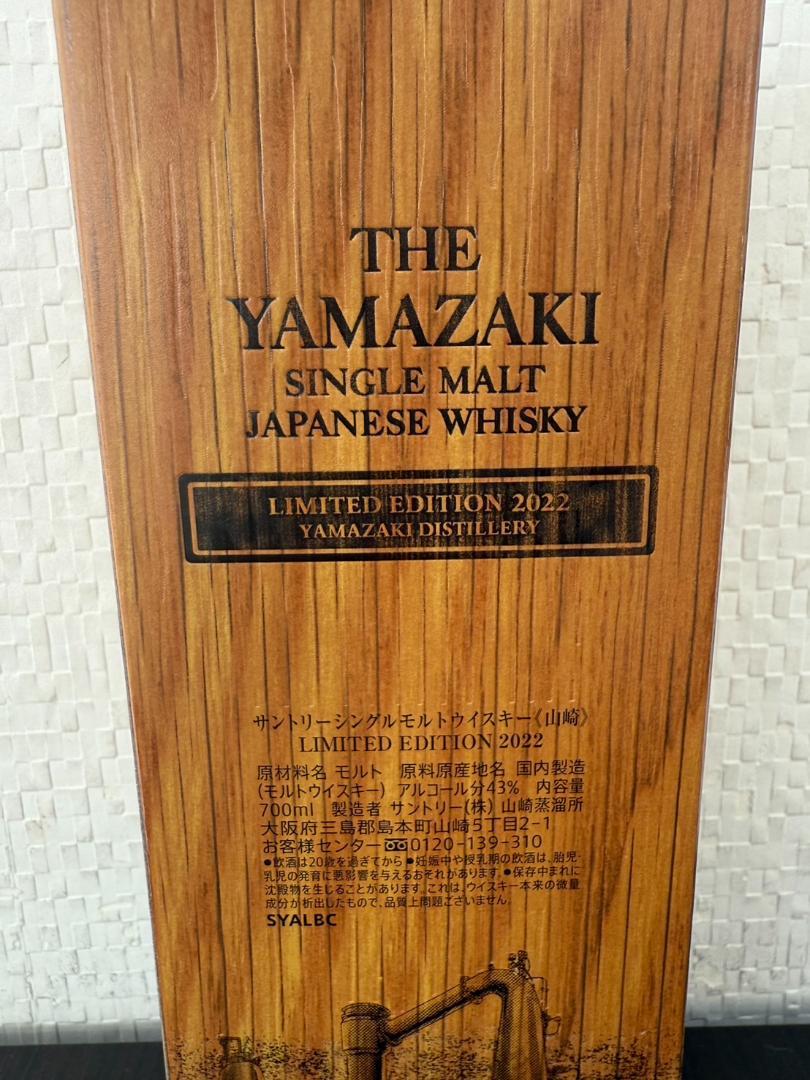 THE
YAMAZAKI
SINGLE MALT
JAPANESE WHISKY
LIMITED EDITION 2022
YAMAZAKI DISTILLERY
サントリーシングルモルトウイスキー《山崎》
LIMITED EDITION 2022
原材料名 モルト 原料原産地名 国内製造
(モルトウイスキー) アルコール分43% 内容量
700ml 製造者 サントリー(株) 山崎蒸溜所
大阪府三島郡島本町山崎5丁目2-1
お客様センター 0120-139-310
●飲酒は20歳を過ぎてから●妊娠中や授乳期の飲酒は、胎児・
乳児の発育に悪影響を与えるおそれがあります。●保存中まれに
沈殿物を生じることがあります。これは、ウイスキー本来の微量
成分が析出したもので、品質上問題ございません。
SYALBC